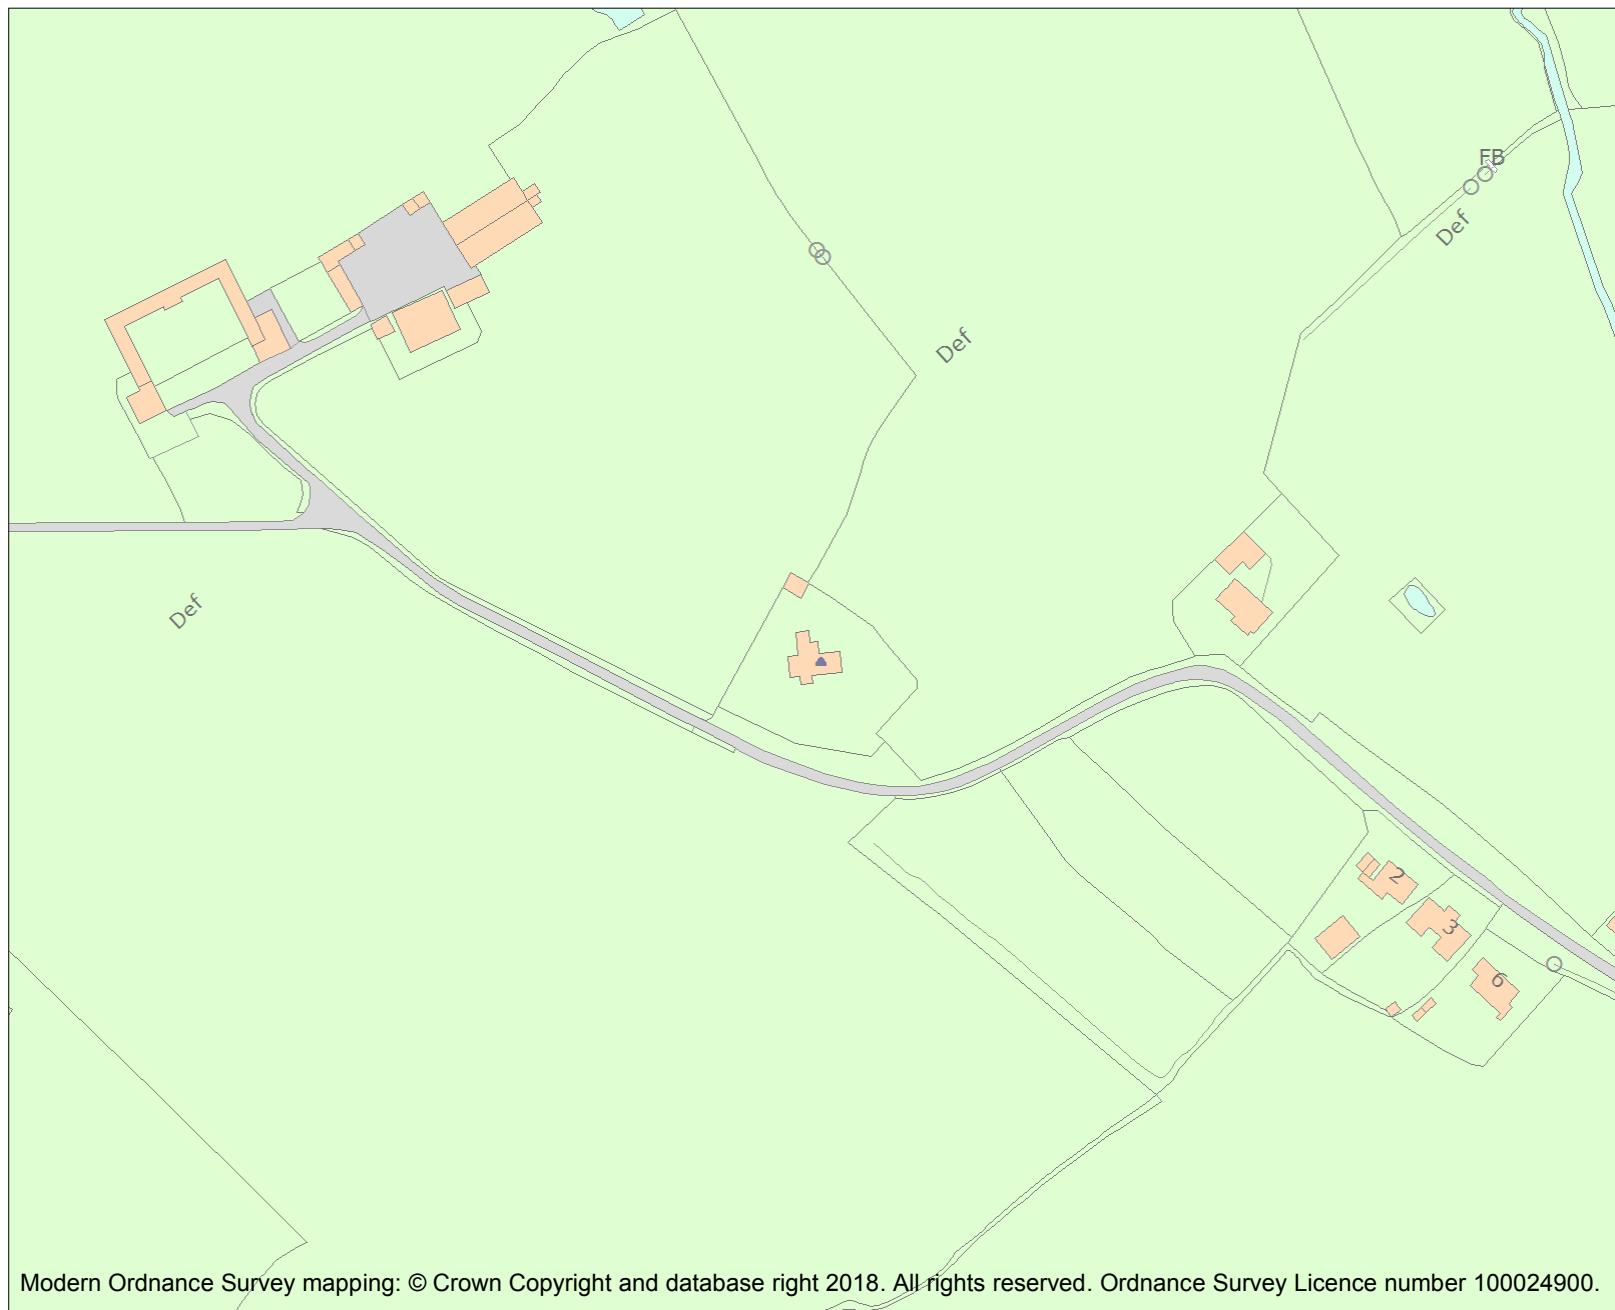 FB
Def
Def
Def
2
3
6
Modern Ordnance Survey mapping: © Crown Copyright and database right 2018. All rights reserved. Ordnance Survey Licence number 100024900.